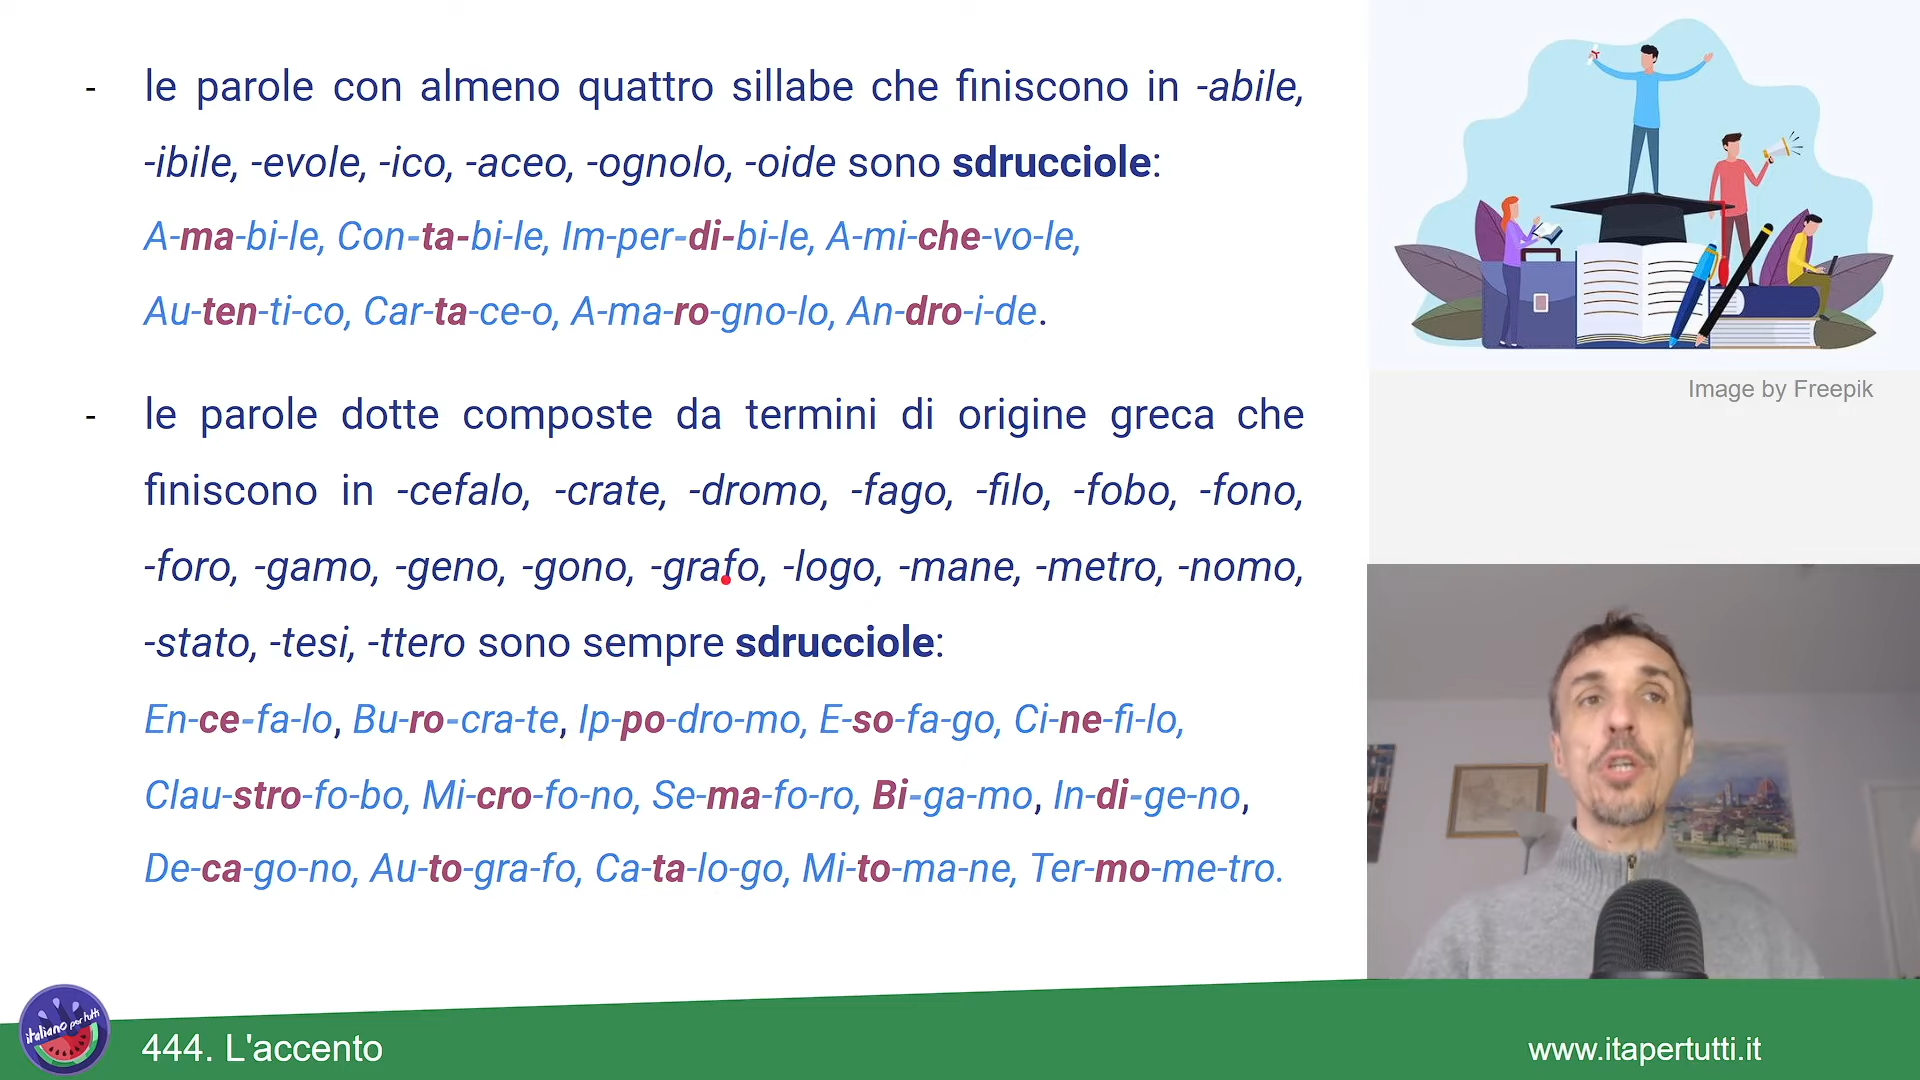 - le parole con almeno quattro sillabe che finiscono in -abile,
-ibile, -evole, -ico, -aceo, -ognolo, -oide sono sdrucciole:
A-ma-bi-le, Con-ta-bi-le, Im-per-di-bi-le, A-mi-che-vo-le,
Au-ten-ti-co, Car-ta-ce-o, A-ma-ro-gno-lo, An-dro-i-de.
- le parole dotte composte da termini di origine greca che
finiscono in -cefalo, -crate, -dromo, -fago, -filo, -fobo, -fono,
-foro, -gamo, -geno, -gono, -grafo, -logo, -mane, -metro, -nomo,
-stato, -tesi, -ttero sono sempre sdrucciole:
En-ce-fa-lo, Bu-ro-cra-te, Ip-po-dro-mo, E-so-fa-go, Ci-ne-fi-lo,
Clau-stro-fo-bo, Mi-cro-fo-no, Se-ma-fo-ro, Bi-ga-mo, In-di-ge-no,
De-ca-go-no, Au-to-gra-fo, Ca-ta-lo-go, Mi-to-ma-ne, Ter-mo-me-tro.
Image by Freepik
italiano per tutti
444. L'accento
www.itapertutti.it